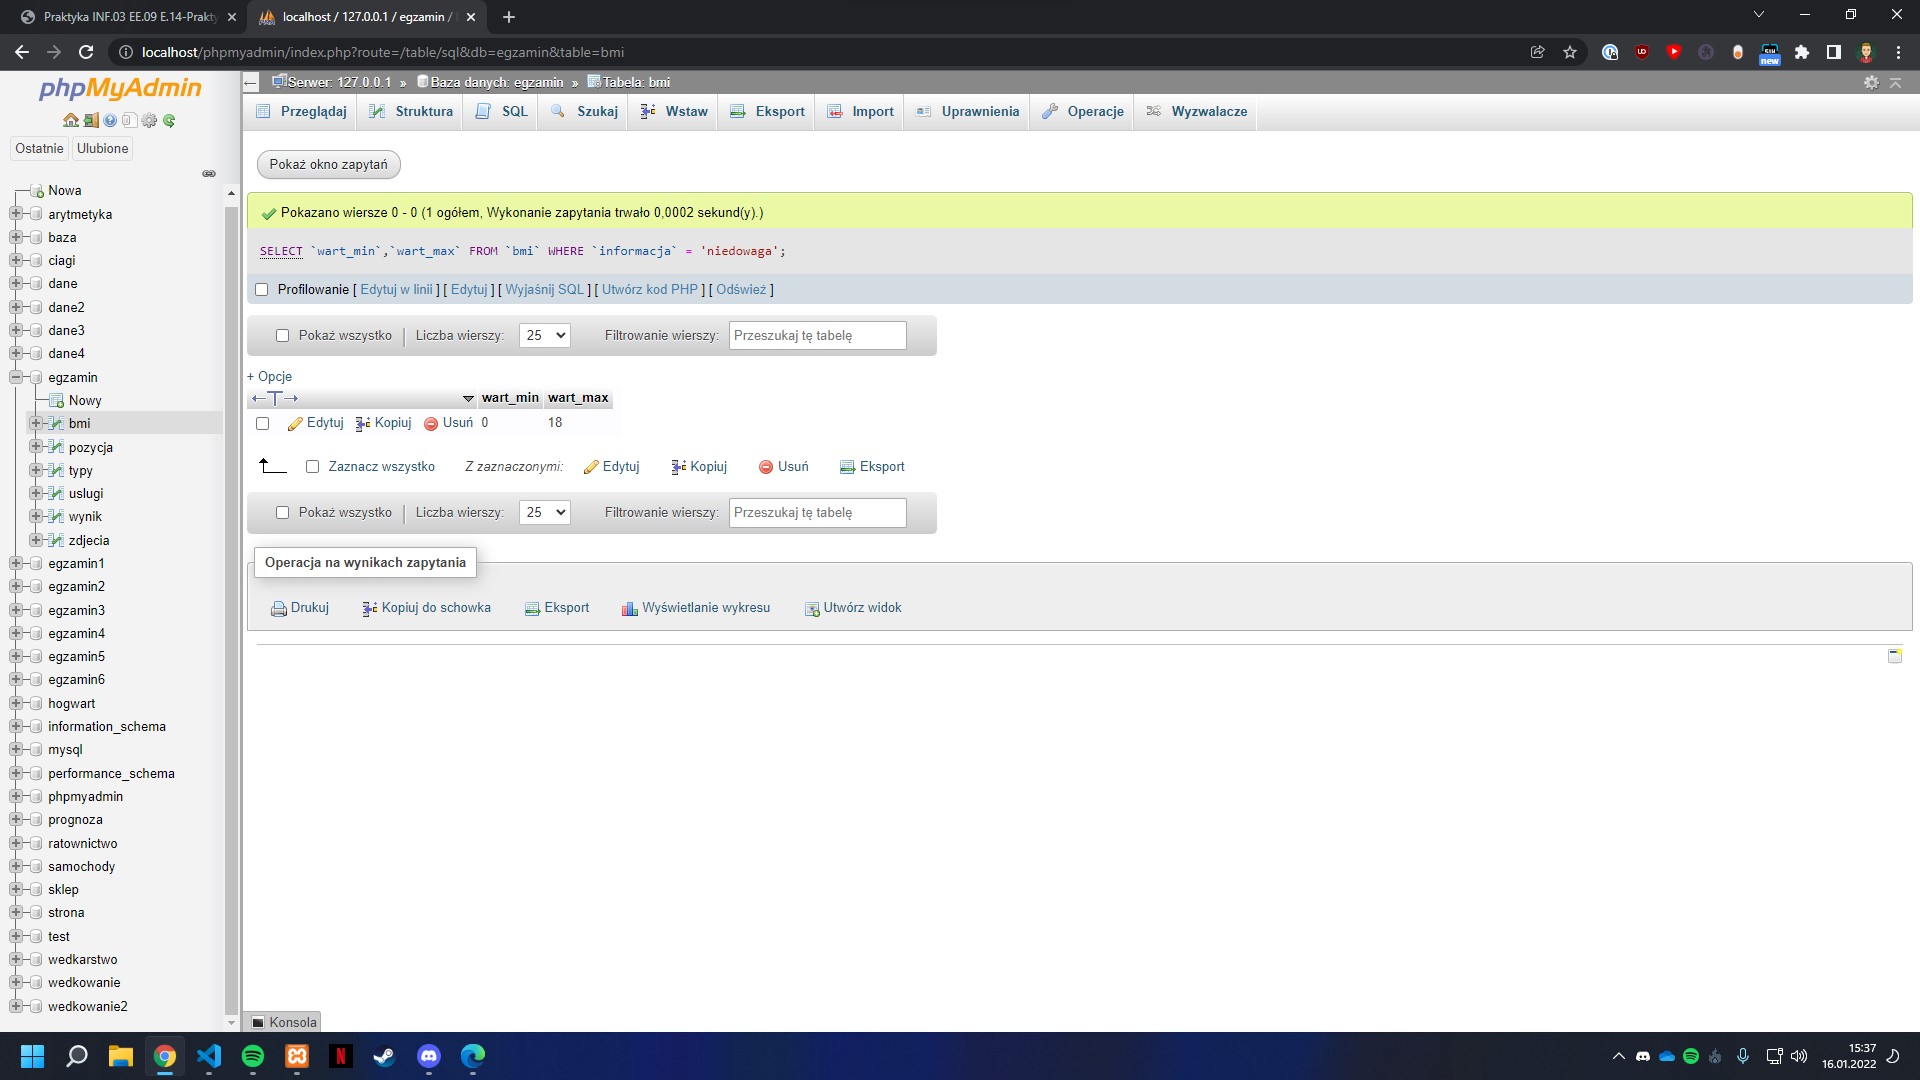 Praktyka INF.03 EE.09 E.14-Prakty
localhost / 127.0.0.1 / egzamin /
localhost/phpmyadmin/index.php?route=/table/sql&db=egzamin&table=bmi
new
phpMyAdmin
Ostatnie
Ulubione
Nowa
arytmetyka
baza
ciagi
dane
dane2
dane3
dane4
egzamin
Nowy
bmi
pozycja
typy
uslugi
wynik
zdjecia
egzamin1
egzamin2
egzamin3
egzamin4
egzamin5
egzamin6
hogwart
information_schema
mysql
performance_schema
phpmyadmin
prognoza
ratownictwo
samochody
sklep
strona
test
wedkarstwo
wedkowanie
wedkowanie2
Serwer: 127.0.0.1 » Baza danych: egzamin » Tabela: bmi
Przeglądaj Struktura SQL Szukaj Wstaw Eksport Import Uprawnienia Operacje Wyzwalacze
Pokaż okno zapytań
Pokazano wiersze 0 - 0 (1 ogółem, Wykonanie zapytania trwało 0,0002 sekund(y).)
SELECT `wart_min`,`wart_max` FROM `bmi` WHERE `informacja` = 'niedowaga';
Profilowanie [ Edytuj w linii ] [ Edytuj ] [ Wyjaśnij SQL ] [ Utwórz kod PHP ] [ Odśwież ]
Pokaż wszystko | Liczba wierszy: 25 Filtrowanie wierszy: Przeszukaj tę tabelę
+ Opcje
←T→ wart_min wart_max
Edytuj Kopiuj Usuń 0 18
Zaznacz wszystko Z zaznaczonymi: Edytuj Kopiuj Usuń Eksport
Pokaż wszystko | Liczba wierszy: 25 Filtrowanie wierszy: Przeszukaj tę tabelę
Operacja na wynikach zapytania
Drukuj Kopiuj do schowka Eksport Wyświetlanie wykresu Utwórz widok
Konsola
15:37
16.01.2022